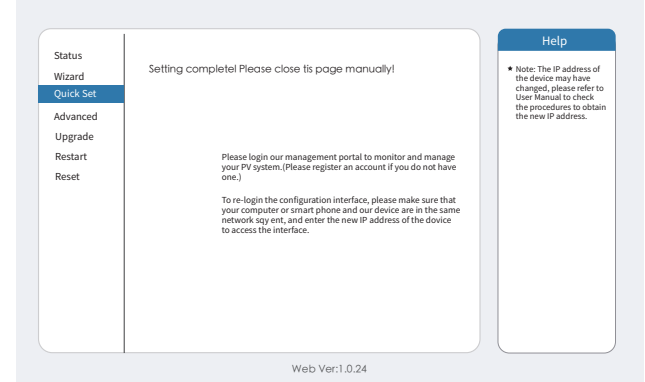 Status
Wizard
Quick Set
Advanced
Upgrade
Restart
Reset
Setting completel Please close tis page manually!
Please login our management portal to monitor and manage
your PV system.(Please register an account if you do not have
one.)
To re-login the configuration interface, please make sure that
your computer or smart phone and our device are in the same
network sqy ent, and enter the new IP address of the dovice
to access the interface.
Help
★ Note: The IP address of
the device may have
changed, please refer to
User Manual to check
the procedures to obtain
the new IP address.
Web Ver:1.0.24